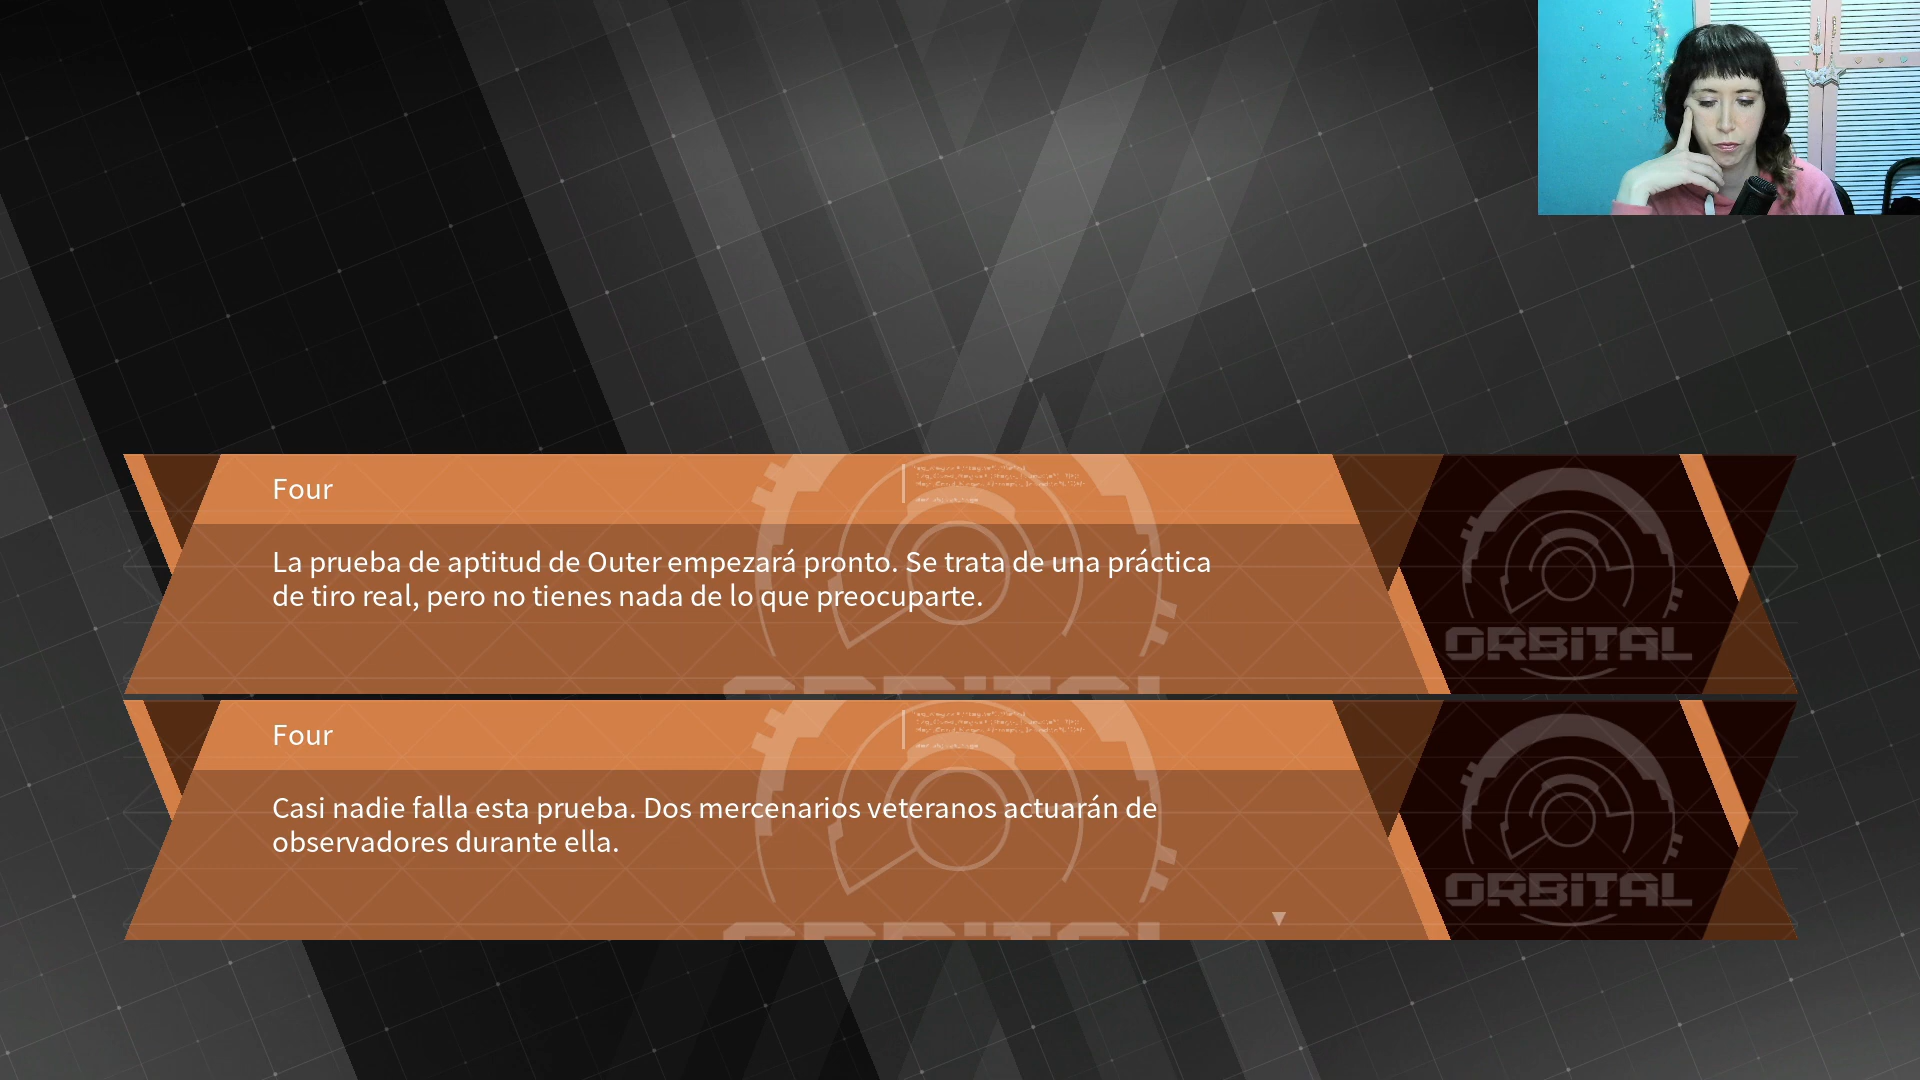 Four
La prueba de aptitud de Outer empezará pronto. Se trata de una práctica
de tiro real, pero no tienes nada de lo que preocuparte.
ORBITAL
Four
Casi nadie falla esta prueba. Dos mercenarios veteranos actuarán de
observadores durante ella.
ORBITAL